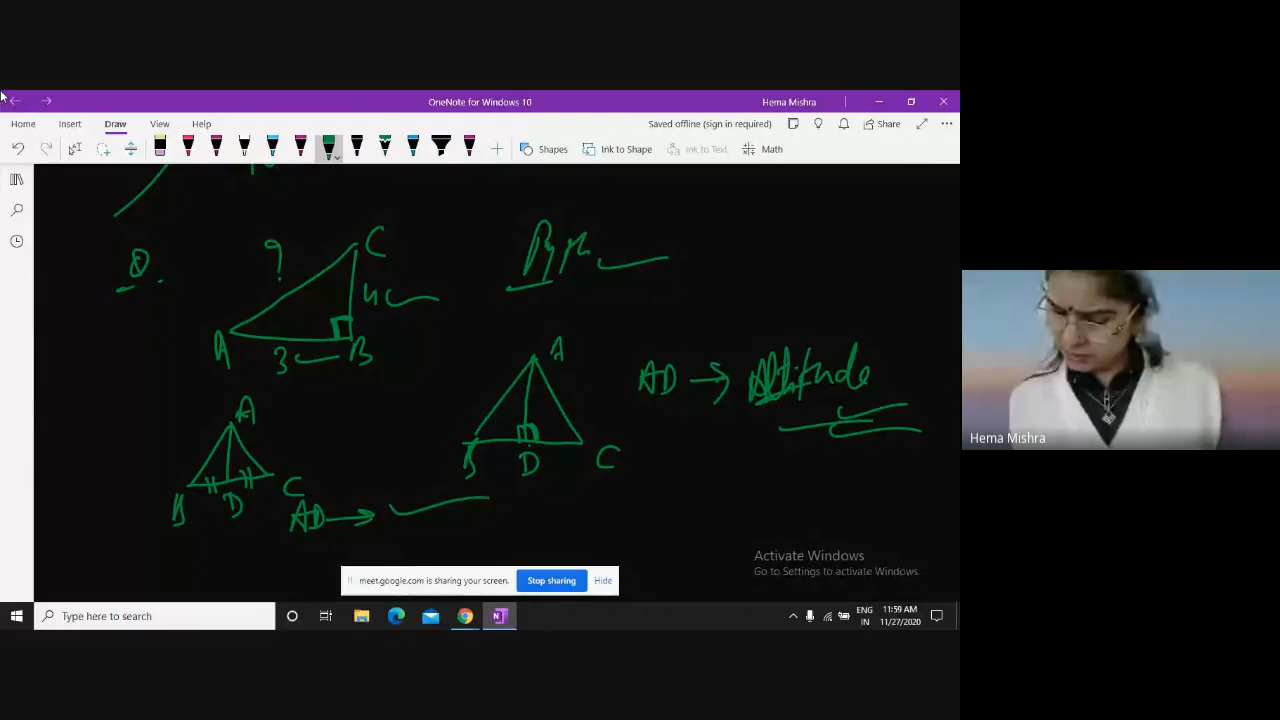 OneNote for Windows 10
Hema Mishra
Home Insert Draw View Help
Saved offline (sign in required)
Share
Shapes
Ink to Shape
Ink to Text
Math
Q.
?
C
4
A
3
B
Pyth
A
B
D
C
AD → Altitude
A
B
D
C
AD →
Hema Mishra
Activate Windows
Go to Settings to activate Windows.
meet.google.com is sharing your screen.
Stop sharing
Hide
Type here to search
ENG
IN
11:59 AM
11/27/2020